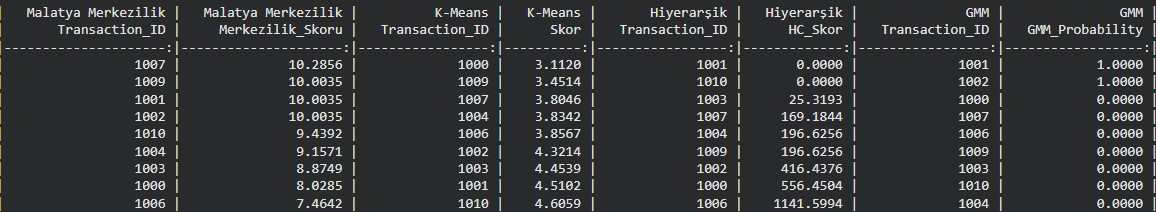 | Malatya Merkezilik | Malatya Merkezilik | K-Means | K-Means | Hiyerarşik | Hiyerarşik | GMM | GMM |
| Transaction_ID | Merkezilik_Skoru | Transaction_ID | Skor | Transaction_ID | HC_Skor | Transaction_ID | GMM_Probability |
|--------------------:|--------------------:|----------------:|----------:|----------------:|-------------:|----------------:|-----------------:|
| 1007 | 10.2856 | 1000 | 3.1120 | 1001 | 0.0000 | 1001 | 1.0000 |
| 1009 | 10.0035 | 1009 | 3.4514 | 1010 | 0.0000 | 1002 | 1.0000 |
| 1001 | 10.0035 | 1007 | 3.8046 | 1003 | 25.3193 | 1000 | 0.0000 |
| 1002 | 10.0035 | 1004 | 3.8342 | 1007 | 169.1844 | 1007 | 0.0000 |
| 1010 | 9.4392 | 1006 | 3.8567 | 1004 | 196.6256 | 1006 | 0.0000 |
| 1004 | 9.1571 | 1002 | 4.3214 | 1009 | 196.6256 | 1009 | 0.0000 |
| 1003 | 8.8749 | 1003 | 4.4539 | 1002 | 416.4376 | 1003 | 0.0000 |
| 1000 | 8.0285 | 1001 | 4.5102 | 1000 | 556.4504 | 1010 | 0.0000 |
| 1006 | 7.4642 | 1010 | 4.6059 | 1006 | 1141.5994 | 1004 | 0.0000 |